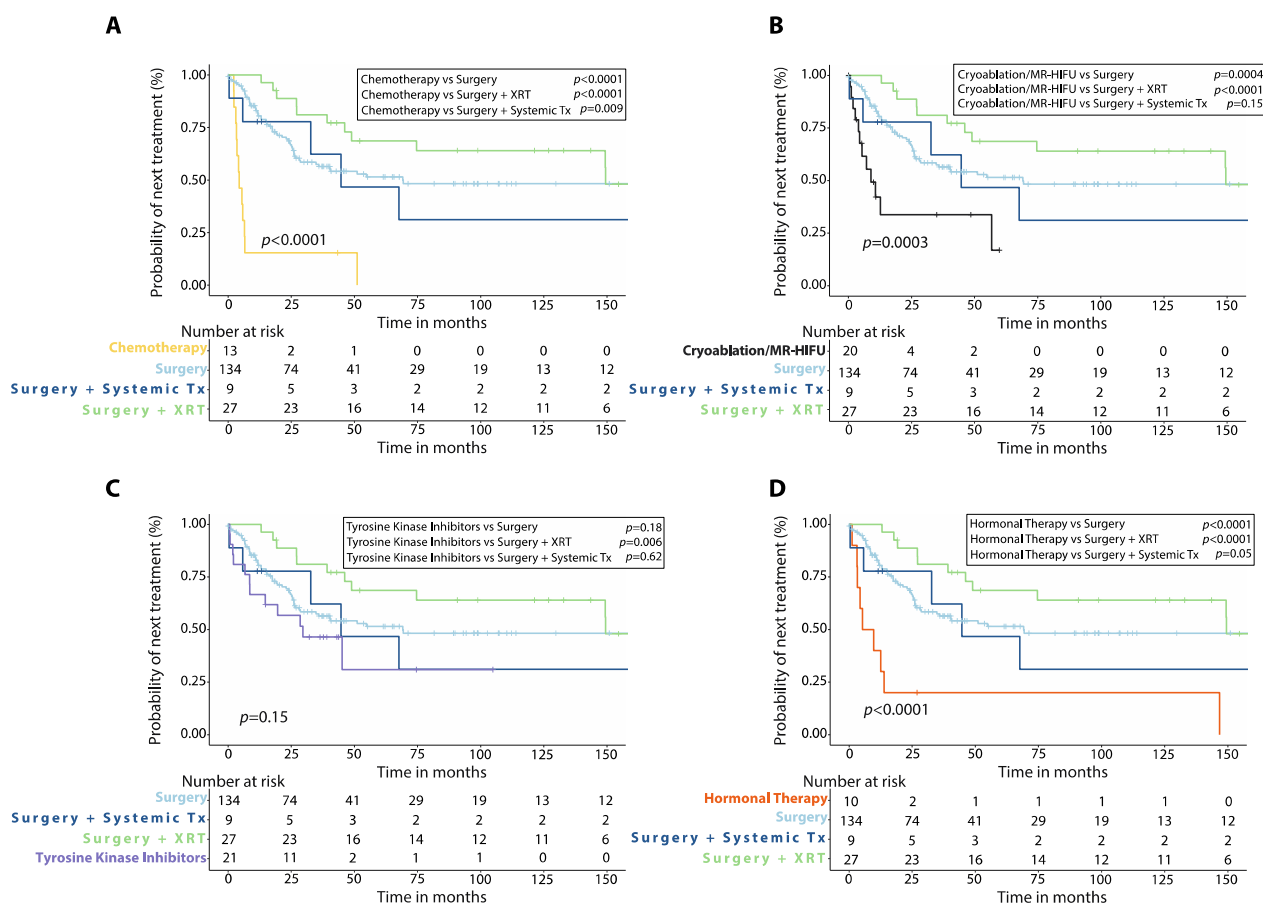 A
Probability of next treatment (%)
1.00
0.75
0.50
0.25
0.00
Chemotherapy vs Surgery p<0.0001
Chemotherapy vs Surgery + XRT p<0.0001
Chemotherapy vs Surgery + Systemic Tx p=0.009
p<0.0001
0 25 50 75 100 125 150
Time in months
Number at risk
Chemotherapy 13 2 1 0 0 0 0
Surgery 134 74 41 29 19 13 12
Surgery + Systemic Tx 9 5 3 2 2 2 2
Surgery + XRT 27 23 16 14 12 11 6
0 25 50 75 100 125 150
B
Probability of next treatment (%)
1.00
0.75
0.50
0.25
0.00
Cryoablation/MR-HIFU vs Surgery p=0.0004
Cryoablation/MR-HIFU vs Surgery + XRT p<0.0001
Cryoablation/MR-HIFU vs Surgery + Systemic Tx p=0.15
p=0.0003
0 25 50 75 100 125 150
Time in months
Number at risk
Cryoablation/MR-HIFU 20 4 2 0 0 0 0
Surgery 134 74 41 29 19 13 12
Surgery + Systemic Tx 9 5 3 2 2 2 2
Surgery + XRT 27 23 16 14 12 11 6
0 25 50 75 100 125 150
C
Probability of next treatment (%)
1.00
0.75
0.50
0.25
0.00
Tyrosine Kinase Inhibitors vs Surgery p=0.18
Tyrosine Kinase Inhibitors vs Surgery + XRT p=0.006
Tyrosine Kinase Inhibitors vs Surgery + Systemic Tx p=0.62
p=0.15
0 25 50 75 100 125 150
Time in months
Number at risk
Surgery 134 74 41 29 19 13 12
Surgery + Systemic Tx 9 5 3 2 2 2 2
Surgery + XRT 27 23 16 14 12 11 6
Tyrosine Kinase Inhibitors 21 11 2 1 1 0 0
0 25 50 75 100 125 150
D
Probability of next treatment (%)
1.00
0.75
0.50
0.25
0.00
Hormonal Therapy vs Surgery p<0.0001
Hormonal Therapy vs Surgery + XRT p<0.0001
Hormonal Therapy vs Surgery + Systemic Tx p=0.05
p<0.0001
0 25 50 75 100 125 150
Time in months
Number at risk
Hormonal Therapy 10 2 1 1 1 1 0
Surgery 134 74 41 29 19 13 12
Surgery + Systemic Tx 9 5 3 2 2 2 2
Surgery + XRT 27 23 16 14 12 11 6
0 25 50 75 100 125 150